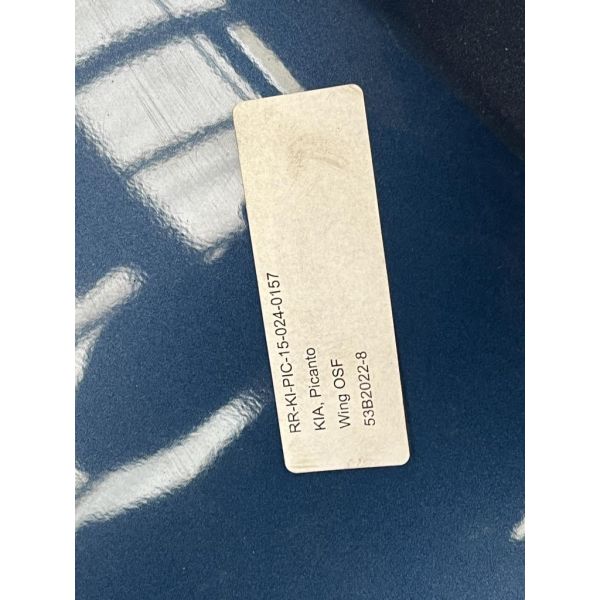 RR-KI-PIC-15-024-0157
KIA, Picanto
Wing OSF
53B2022-8